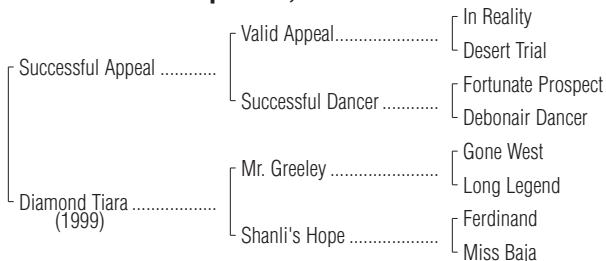 In Reality
Valid Appeal....................
Desert Trial
Successful Appeal ............
Fortunate Prospect
Successful Dancer ...........
Debonair Dancer
Gone West
Mr. Greeley .....................
Long Legend
Diamond Tiara .................
(1999)
Ferdinand
Shanli's Hope .................
Miss Baja